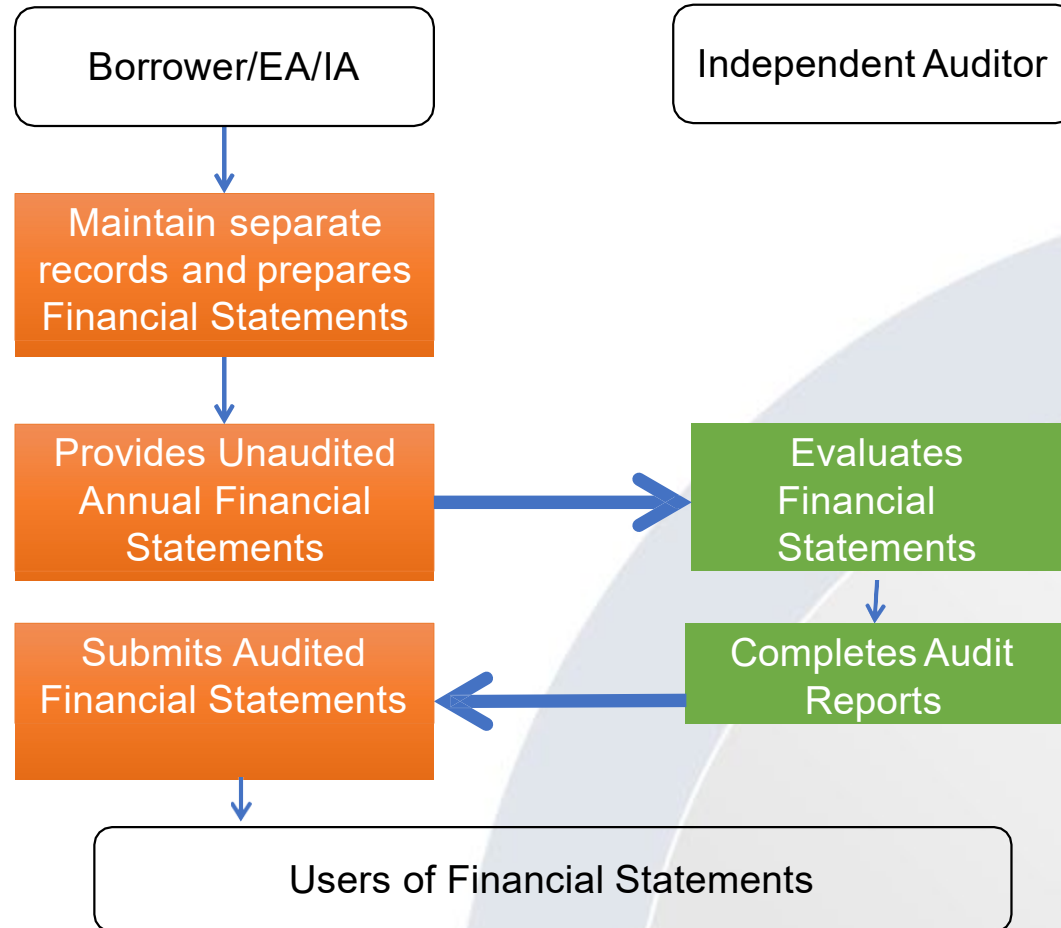 Borrower/EA/IA
Independent Auditor
Maintain separate
records and prepares
Financial Statements
Provides Unaudited
Annual Financial
Statements
Evaluates
Financial
Statements
Submits Audited
Financial Statements
Completes Audit
Reports
Users of Financial Statements